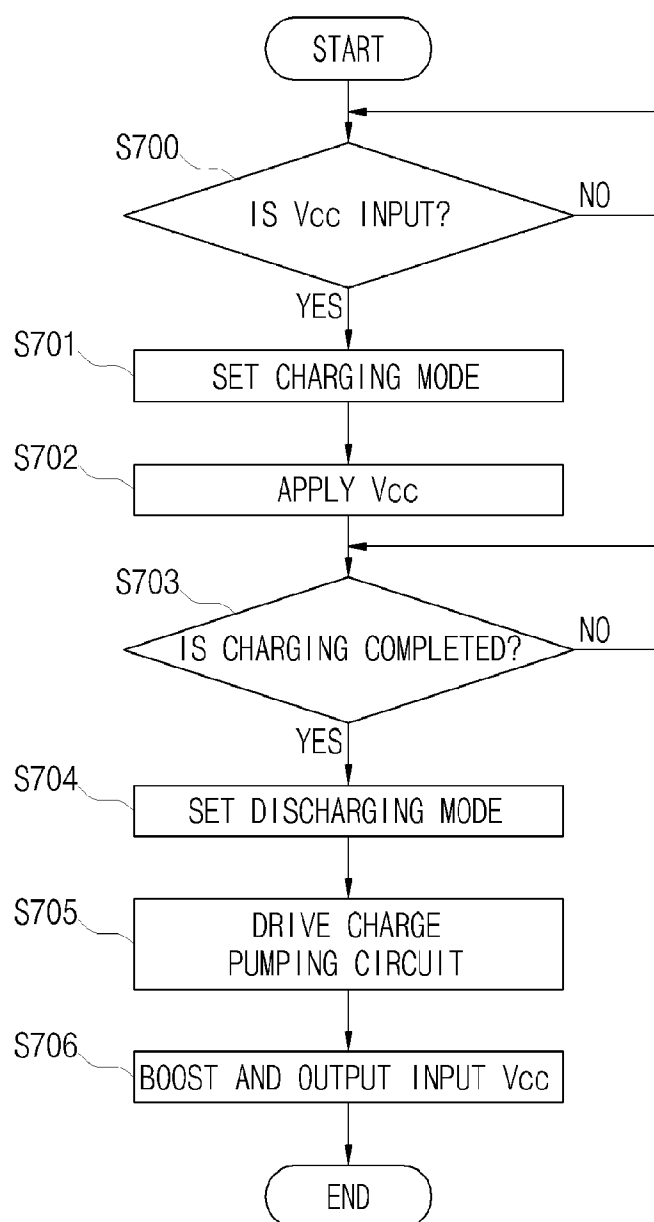 START
S700
IS Vcc INPUT?
NO
YES
S701
SET CHARGING MODE
S702
APPLY Vcc
S703
IS CHARGING COMPLETED?
NO
YES
S704
SET DISCHARGING MODE
S705
DRIVE CHARGE
PUMPING CIRCUIT
S706
BOOST AND OUTPUT INPUT Vcc
END